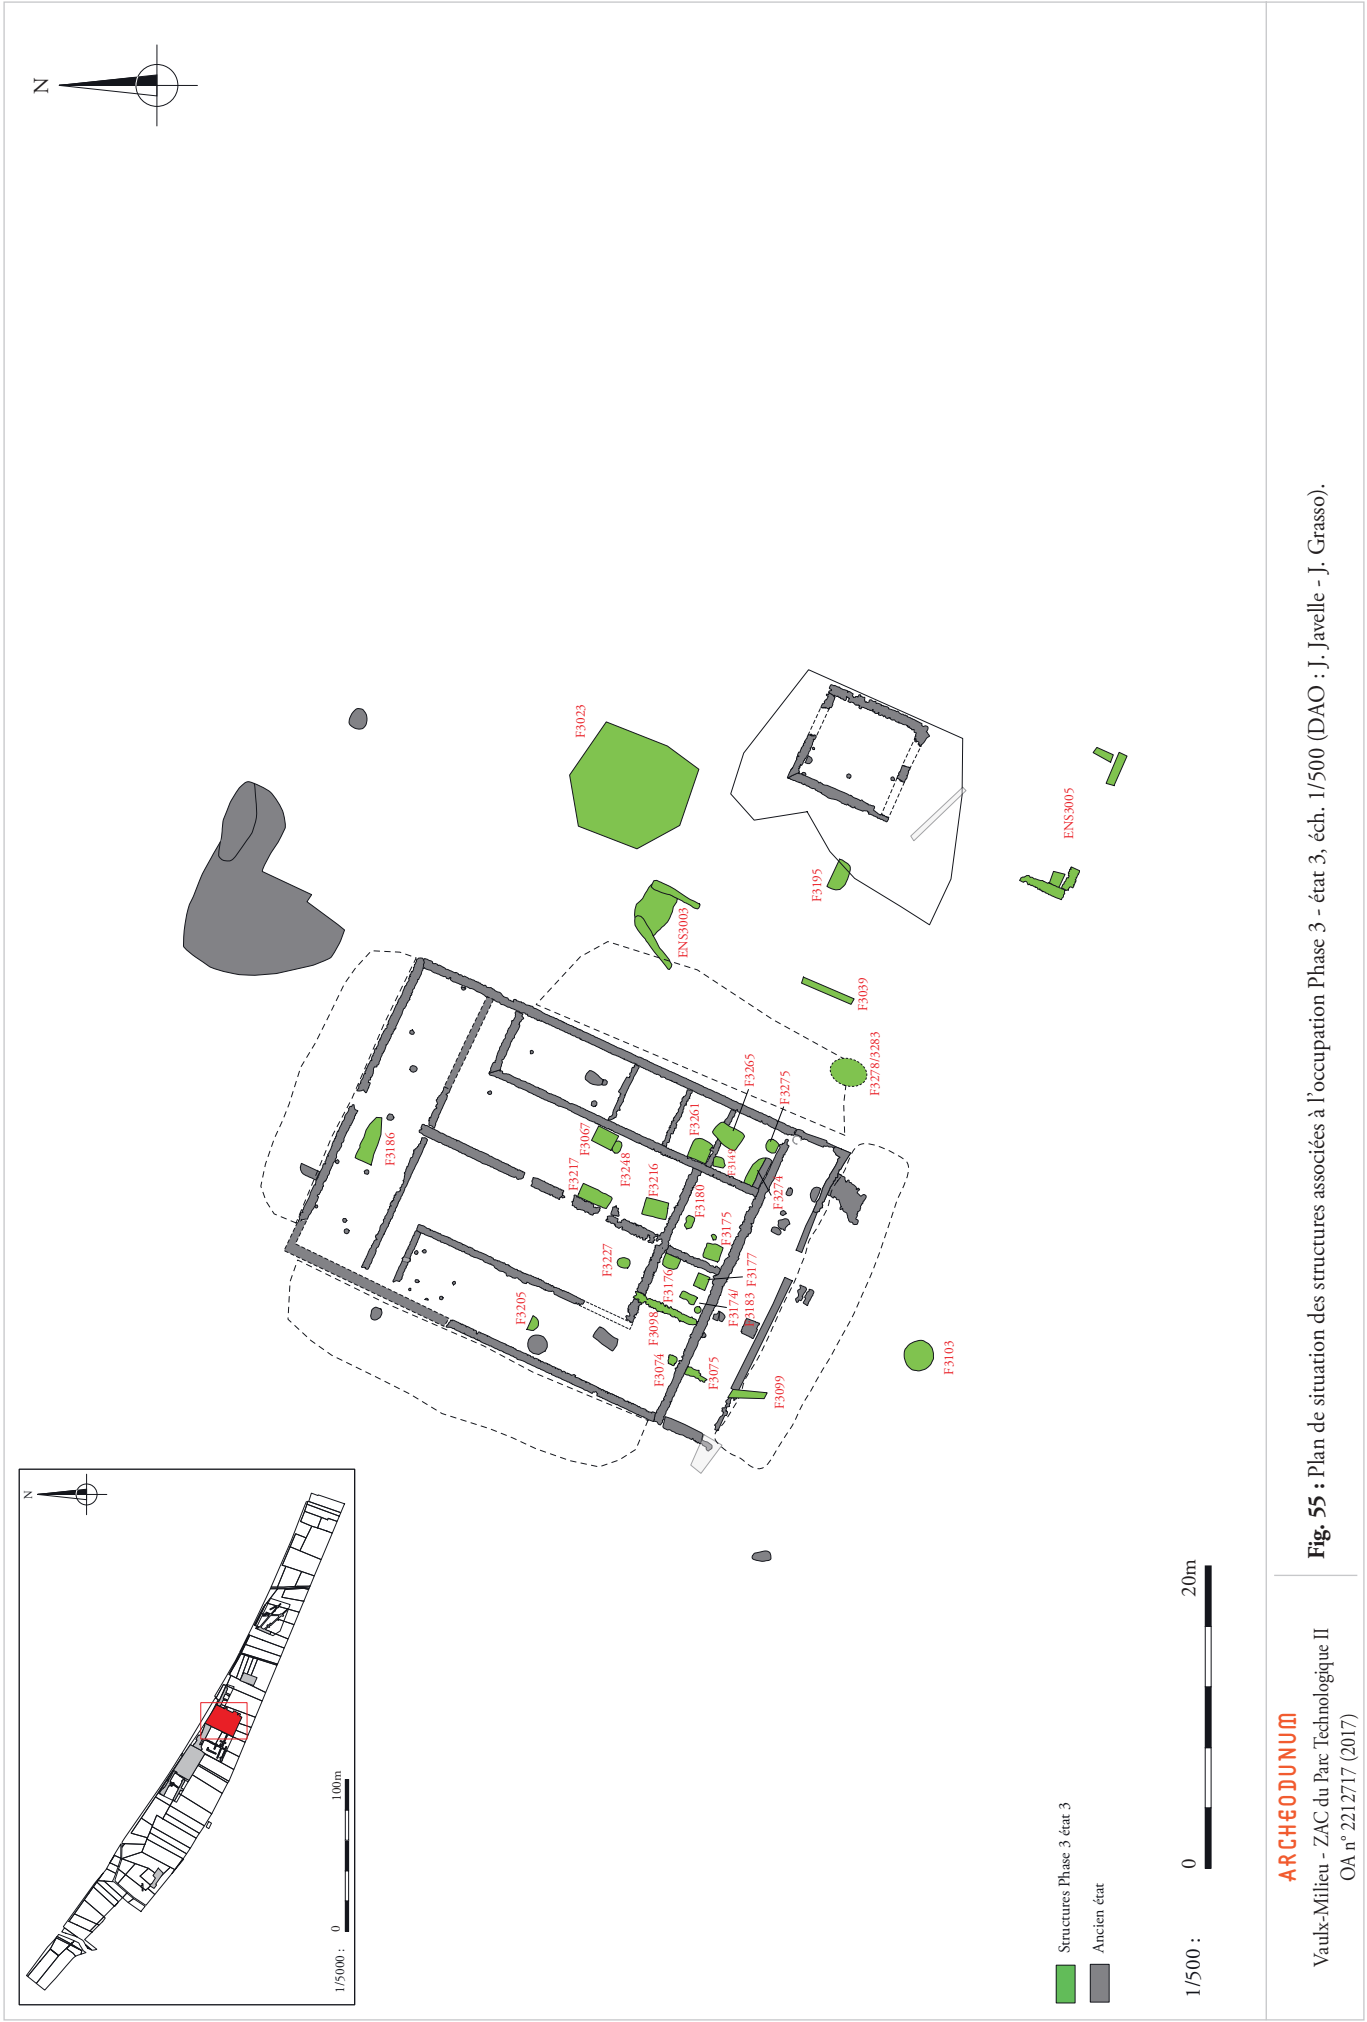 N
N
1/5000 :
0
100m
F3186
F3023
ENS3003
F3195
ENS3005
F3039
F3278/3283
F3265
F3275
F3261
F3067
F3248
F3217
F3216
F3149
F3274
F3180
F3175
F3227
F3176
F3177
F3174/
F3183
F3205
F3098
F3074
F3075
F3099
F3103
Structures Phase 3 état 3
Ancien état
1/500 :
0
20m
ARCHEODUNUM
Vaulx-Milieu - ZAC du Parc Technologique II
OA n° 2212717 (2017)
Fig. 55 : Plan de situation des structures associées à l'occupation Phase 3 - état 3, éch. 1/500 (DAO : J. Javelle - J. Grasso).